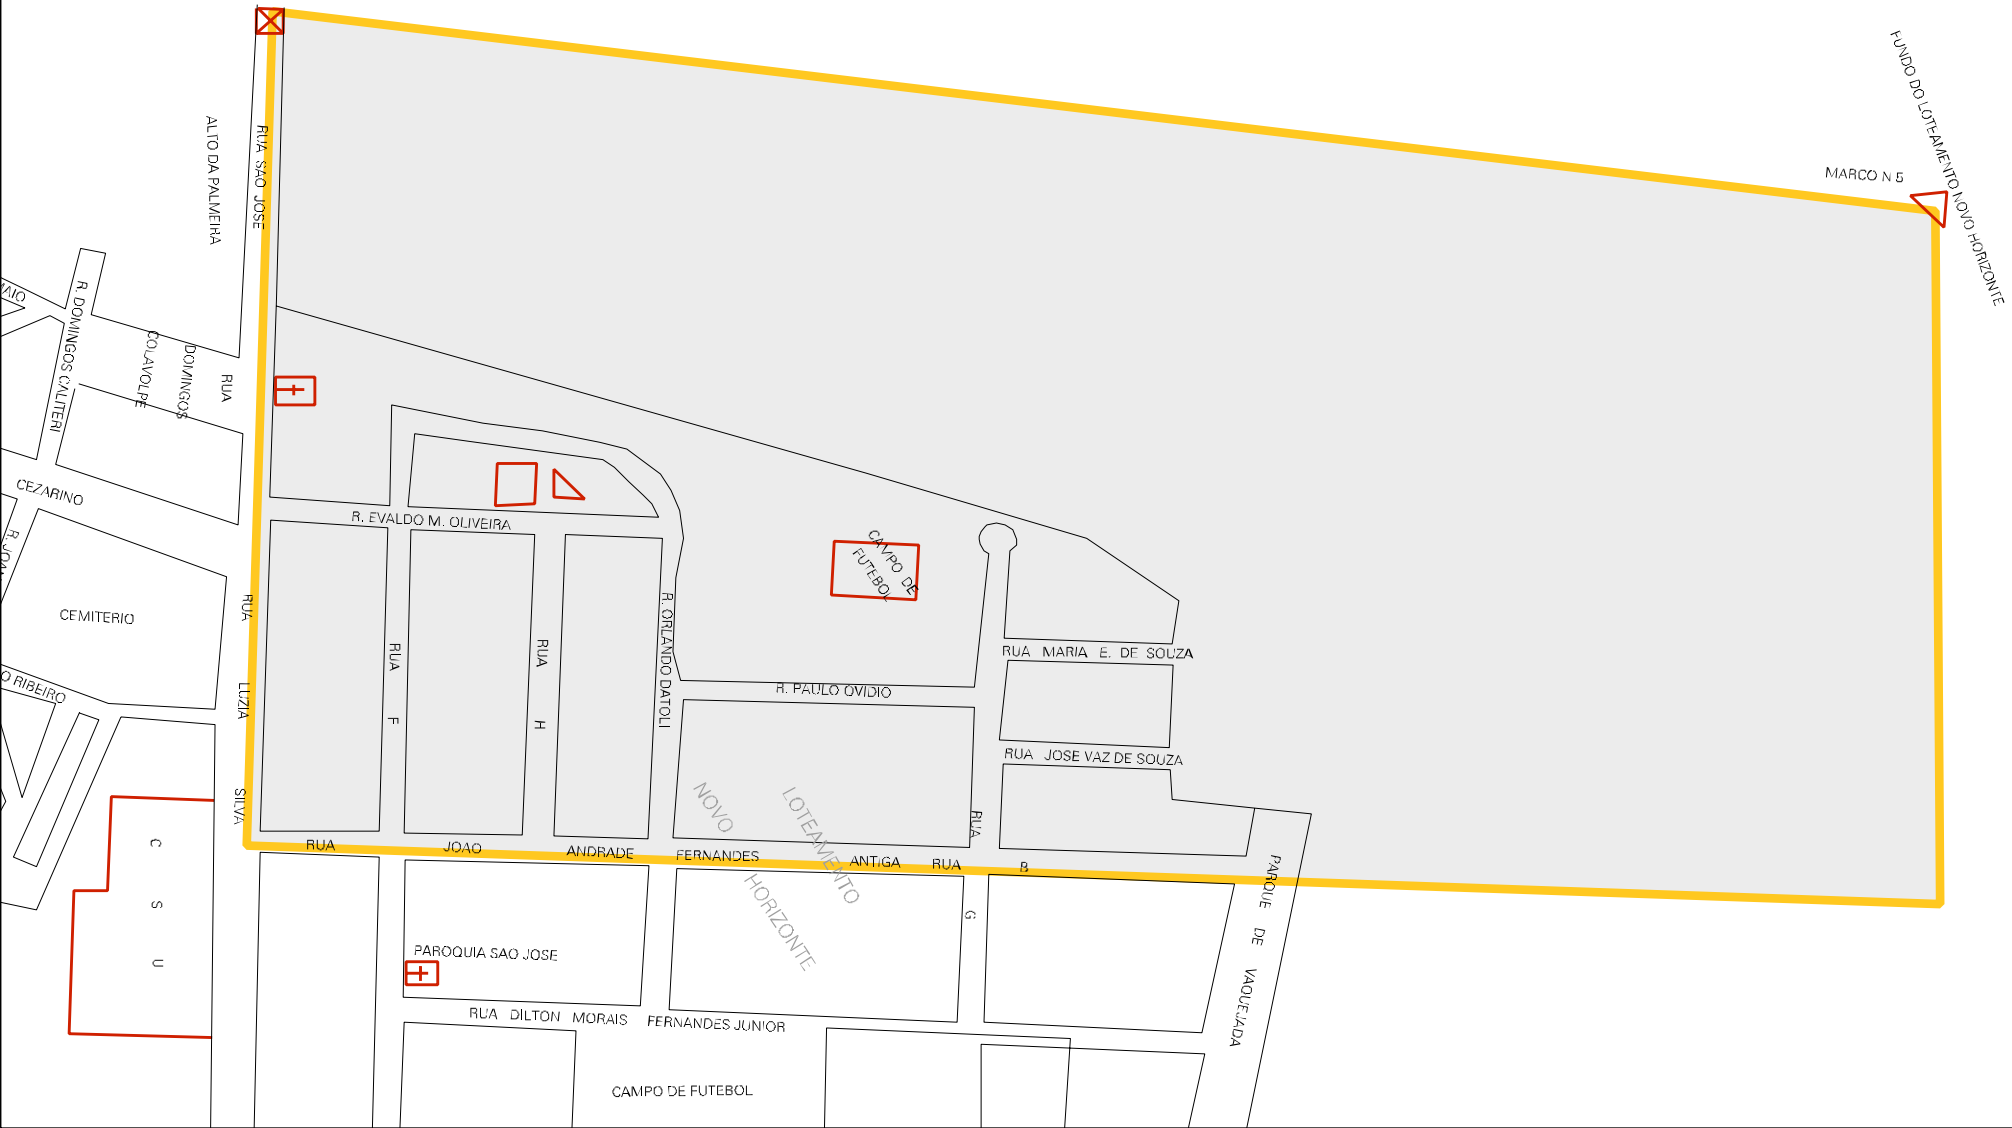 FUNDO DO LOTEAMENTO NOVO HORIZONTE
MARCO N 5
ALTO DA PALMEIRA
RUA SAO JOSE
R. DOMINGOS CALITERI
RUA
DOMINGOS
COLAVOLPE
CEZARINO
R. EVALDO M. OLIVEIRA
CAMPO DE
FUTEBOL
CEMITERIO
RUA LUZIA SILVA
RUA F
RUA H
R. ORLANDO DATOLI
RUA MARIA E. DE SOUZA
O RIBEIRO
R. PAULO OVIDIO
RUA JOSE VAZ DE SOUZA
LOTEAMENTO
NOVO
HORIZONTE
RUA G
RUA JOAO ANDRADE FERNANDES ANTIGA RUA B
PARQUE DE VAQUEJADA
C S U
PAROQUIA SAO JOSE
RUA DILTON MORAIS FERNANDES JUNIOR
CAMPO DE FUTEBOL